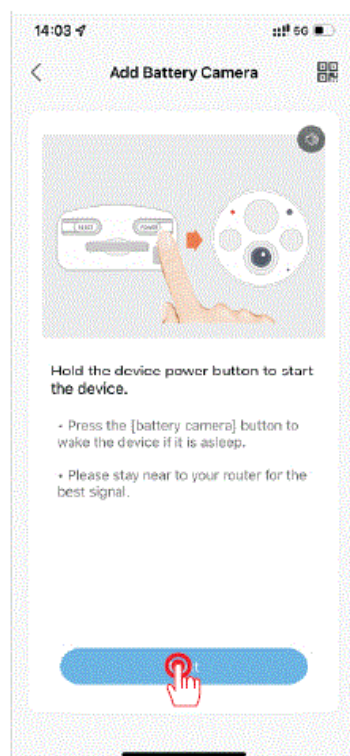 14:03
5G
Add Battery Camera
RESET
POWER
Hold the device power button to start
the device.
- Press the [battery camera] button to
wake the device if it is asleep.
• Please stay near to your router for the
best signal.